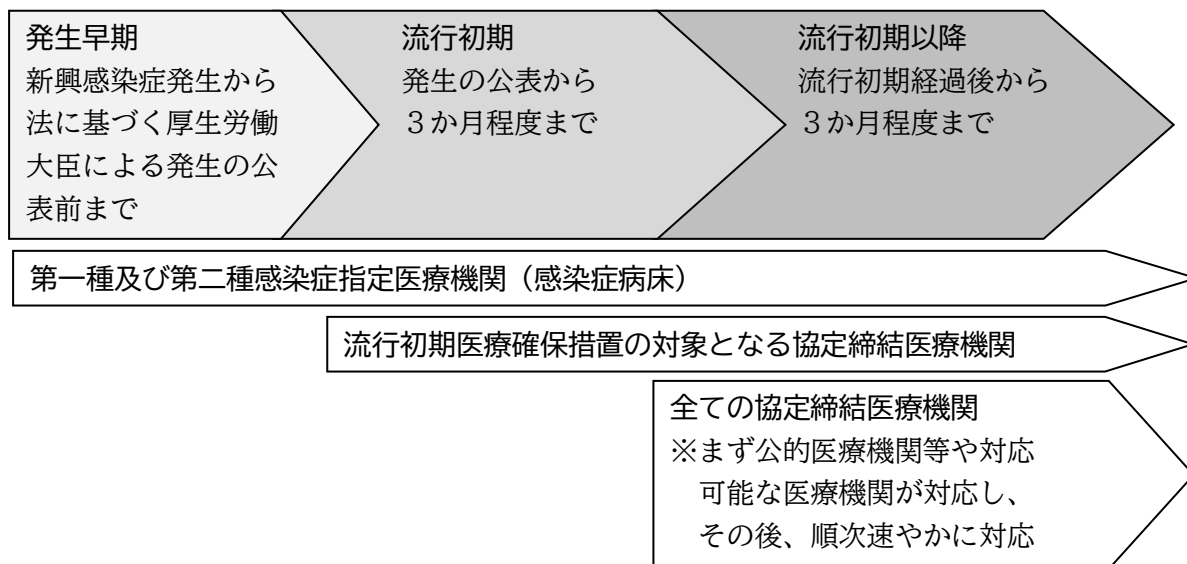 発生早期
新興感染症発生から
法に基づく厚生労働
大臣による発生の公
表前まで
流行初期
発生の公表から
３か月程度まで
流行初期以降
流行初期経過後から
３か月程度まで
第一種及び第二種感染症指定医療機関（感染症病床）
流行初期医療確保措置の対象となる協定締結医療機関
全ての協定締結医療機関
※まず公的医療機関等や対応
可能な医療機関が対応し、
その後、順次速やかに対応